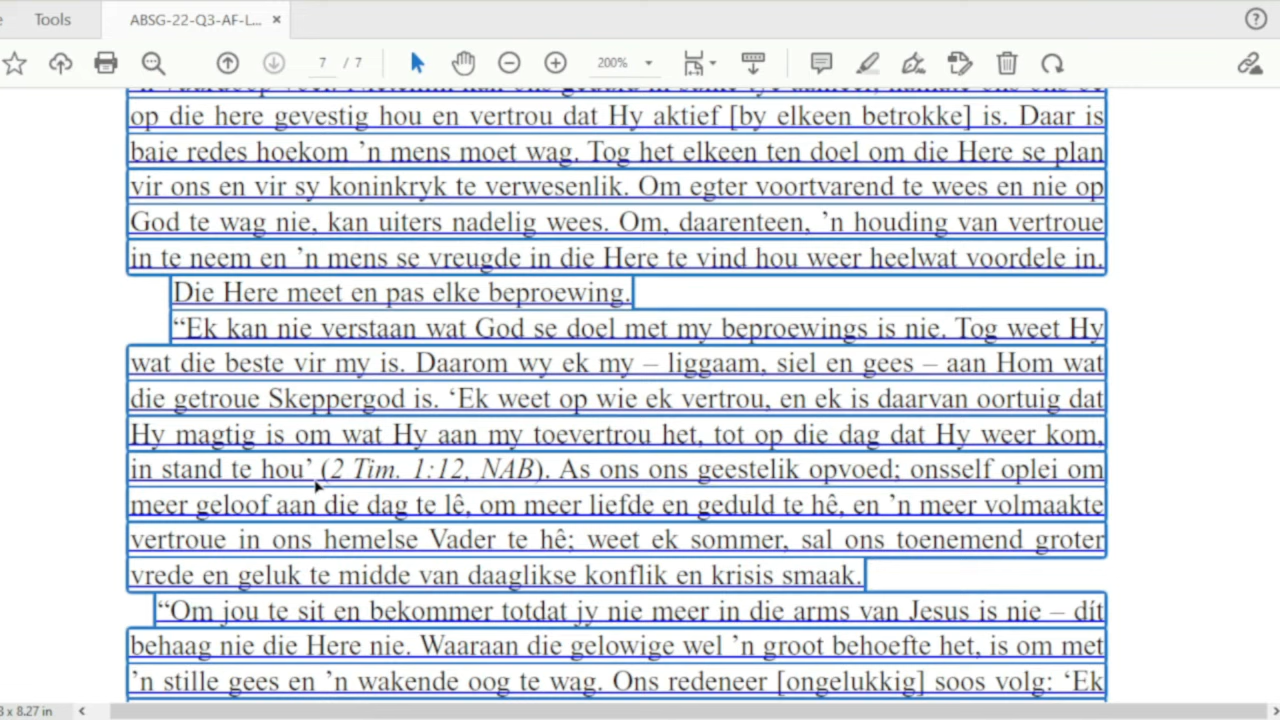 Tools
ABSG-22-Q3-AF-L...
7 / 7
200%
op die here gevestig hou en vertrou dat Hy aktief [by elkeen betrokke] is. Daar is
baie redes hoekom ’n mens moet wag. Tog het elkeen ten doel om die Here se plan
vir ons en vir sy koninkryk te verwesenlik. Om egter voortvarend te wees en nie op
God te wag nie, kan uiters nadelig wees. Om, daarenteen, ’n houding van vertroue
in te neem en ’n mens se vreugde in die Here te vind hou weer heelwat voordele in.
Die Here meet en pas elke beproewing.
“Ek kan nie verstaan wat God se doel met my beproewings is nie. Tog weet Hy
wat die beste vir my is. Daarom wy ek my – liggaam, siel en gees – aan Hom wat
die getroue Skeppergod is. ‘Ek weet op wie ek vertrou, en ek is daarvan oortuig dat
Hy magtig is om wat Hy aan my toevertrou het, tot op die dag dat Hy weer kom,
in stand te hou’ (2 Tim. 1:12, NAB). As ons ons geestelik opvoed; onsself oplei om
meer geloof aan die dag te lê, om meer liefde en geduld te hê, en ’n meer volmaakte
vertroue in ons hemelse Vader te hê; weet ek sommer, sal ons toenemend groter
vrede en geluk te midde van daaglikse konflik en krisis smaak.
“Om jou te sit en bekommer totdat jy nie meer in die arms van Jesus is nie – dít
behaag nie die Here nie. Waaraan die gelowige wel ’n groot behoefte het, is om met
’n stille gees en ’n wakende oog te wag. Ons redeneer [ongelukkig] soos volg: ‘Ek
x 8.27 in